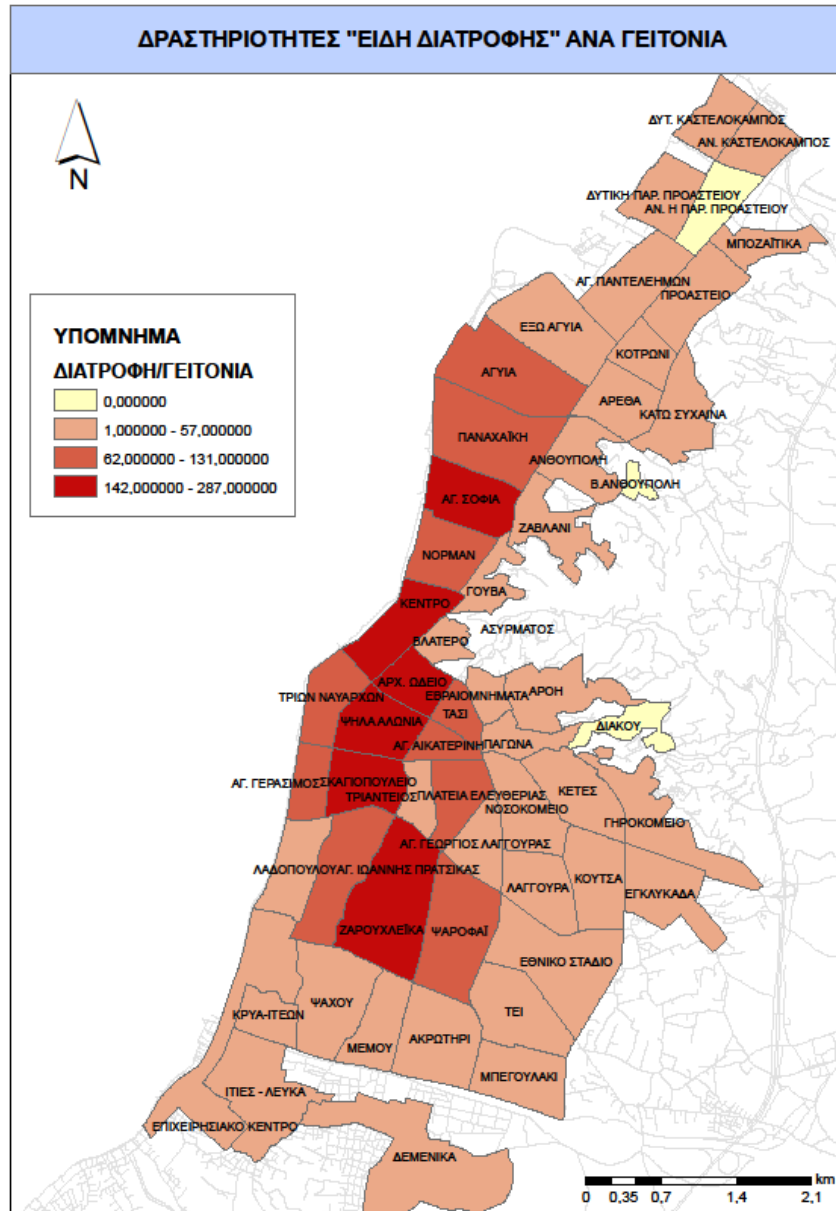 ΔΡΑΣΤΗΡΙΟΤΗΤΕΣ "ΕΙΔΗ ΔΙΑΤΡΟΦΗΣ" ΑΝΑ ΓΕΙΤΟΝΙΑ
N
ΥΠΟΜΝΗΜΑ
ΔΙΑΤΡΟΦΗ/ΓΕΙΤΟΝΙΑ
0,000000
1,000000 - 57,000000
62,000000 - 131,000000
142,000000 - 287,000000
ΔΥΤ. ΚΑΣΤΕΛΟΚΑΜΠΟΣ
ΑΝ. ΚΑΣΤΕΛΟΚΑΜΠΟΣ
ΔΥΤΙΚΗ ΠΑΡ. ΠΡΟΑΣΤΕΙΟΥ
ΑΝ. Η ΠΑΡ. ΠΡΟΑΣΤΕΙΟΥ
ΜΠΟΖΑΪΤΙΚΑ
ΑΓ. ΠΑΝΤΕΛΕΗΜΩΝ
ΠΡΟΑΣΤΕΙΟ
ΕΞΩ ΑΓΥΙΑ
ΚΟΤΡΩΝΙ
ΑΓΥΙΑ
ΑΡΕΘΑ
ΚΑΤΩ ΣΥΧΑΙΝΑ
ΠΑΝΑΧΑΪΚΗ
ΑΝΘΟΥΠΟΛΗ
Β.ΑΝΘΟΥΠΟΛΗ
ΑΓ. ΣΟΦΙΑ
ΖΑΒΛΑΝΙ
ΝΟΡΜΑΝ
ΓΟΥΒΑ
ΚΕΝΤΡΟ
ΑΣΥΡΜΑΤΟΣ
ΒΛΑΤΕΡΟ
ΑΡΧ. ΩΔΕΙΟ
ΕΒΡΑΙΟΜΝΗΜΑΤΑ
ΑΡΟΗ
ΤΡΙΩΝ ΝΑΥΑΡΧΩΝ
ΤΑΣΙ
ΨΗΛΑ ΑΛΩΝΙΑ
ΔΙΑΚΟΥ
ΑΓ. ΑΙΚΑΤΕΡΙΝΗ
ΠΑΓΩΝΑ
ΑΓ. ΓΕΡΑΣΙΜΟΣ
ΣΚΑΓΙΟΠΟΥΛΕΙΟ
ΤΡΙΑΝΤΕΙΟΣ
ΠΛΑΤΕΙΑ ΕΛΕΥΘΕΡΙΑΣ
ΚΕΤΕΣ
ΝΟΣΟΚΟΜΕΙΟ
ΓΗΡΟΚΟΜΕΙΟ
ΑΓ. ΓΕΩΡΓΙΟΣ ΛΑΓΓΟΥΡΑΣ
ΛΑΔΟΠΟΥΛΟΥ
ΑΓ. ΙΩΑΝΝΗΣ ΠΡΑΤΣΙΚΑΣ
ΛΑΓΓΟΥΡΑ
ΚΟΥΤΣΑ
ΕΓΚΛΥΚΑΔΑ
ΖΑΡΟΥΧΛΕΪΚΑ
ΨΑΡΟΦΑΪ
ΕΘΝΙΚΟ ΣΤΑΔΙΟ
ΨΑΧΟΥ
ΤΕΙ
ΚΡΥΑ-ΙΤΕΩΝ
ΜΕΜΟΥ
ΑΚΡΩΤΗΡΙ
ΜΠΕΓΟΥΛΑΚΙ
ΙΤΙΕΣ - ΛΕΥΚΑ
ΕΠΙΧΕΙΡΗΣΙΑΚΟ ΚΕΝΤΡΟ
ΔΕΜΕΝΙΚΑ
km
0 0,35 0,7 1,4 2,1